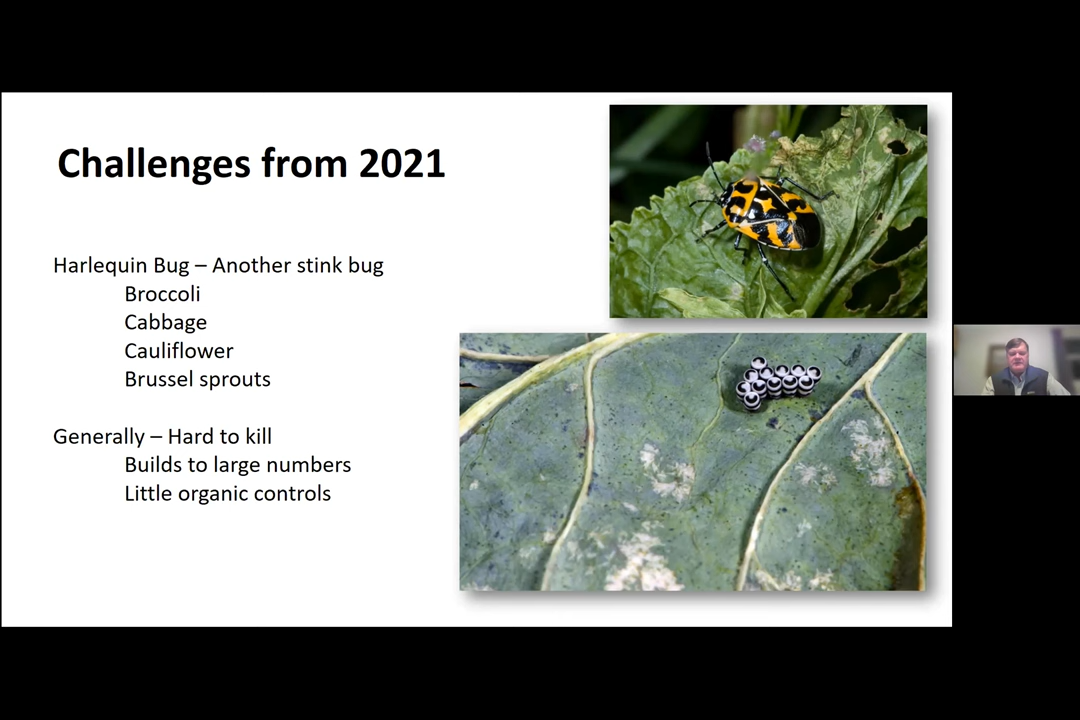 Challenges from 2021
Harlequin Bug – Another stink bug
Broccoli
Cabbage
Cauliflower
Brussel sprouts
Generally – Hard to kill
Builds to large numbers
Little organic controls